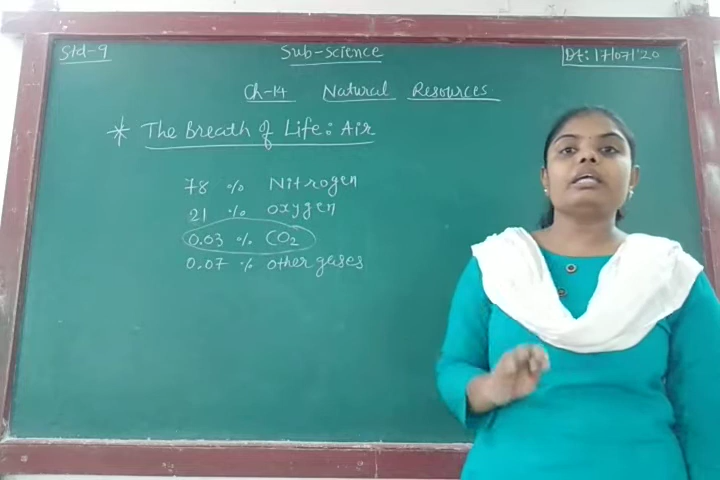 Std-9 Sub-science Dt:17/07/'20
Ch-14 Natural Resources
* The Breath of Life: Air
78 % Nitrogen
21 % oxygen
0.03 % CO2
0.07 % other gases